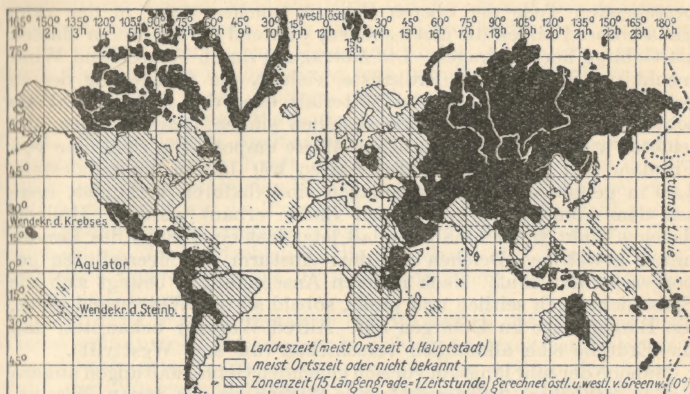 westl. östl.
165° 150° 135° 120° 105° 90° 75° 60° 45° 30° 15° 0° 15° 30° 45° 60° 75° 90° 105° 120° 135° 150° 165° 180°
1h 2h 3h 4h 5h 6h 7h 8h 9h 10h 11h 12h 13h 14h 15h 16h 17h 18h 19h 20h 21h 22h 23h 24h
75°
60°
45°
30°
Wendekr. d. Krebses
15°
Äquator
0°
15°
Wendekr. d. Steinb.
30°
45°
Datums-Linie
Landeszeit (meist Ortszeit d. Hauptstadt)
meist Ortszeit oder nicht bekannt
Zonenzeit (15 Längengrade = 1 Zeitstunde) gerechnet östl. u. westl. v. Greenw. (0°)